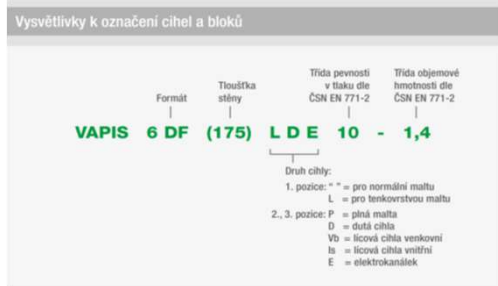 Vysvětlivky k označení cihel a bloků
Formát
Tloušťka
stěny
Třída pevnosti
v tlaku dle
ČSN EN 771-2
Třída objemové
hmotnosti dle
ČSN EN 771-2
VAPIS 6 DF (175) L D E 10 - 1,4
Druh cihly:
1. pozice: " " = pro normální maltu
L = pro tenkovrstvou maltu
2., 3. pozice: P = plná malta
D = dutá cihla
Vb = lícová cihla venkovní
Is = lícová cihla vnitřní
E = elektrokanálek